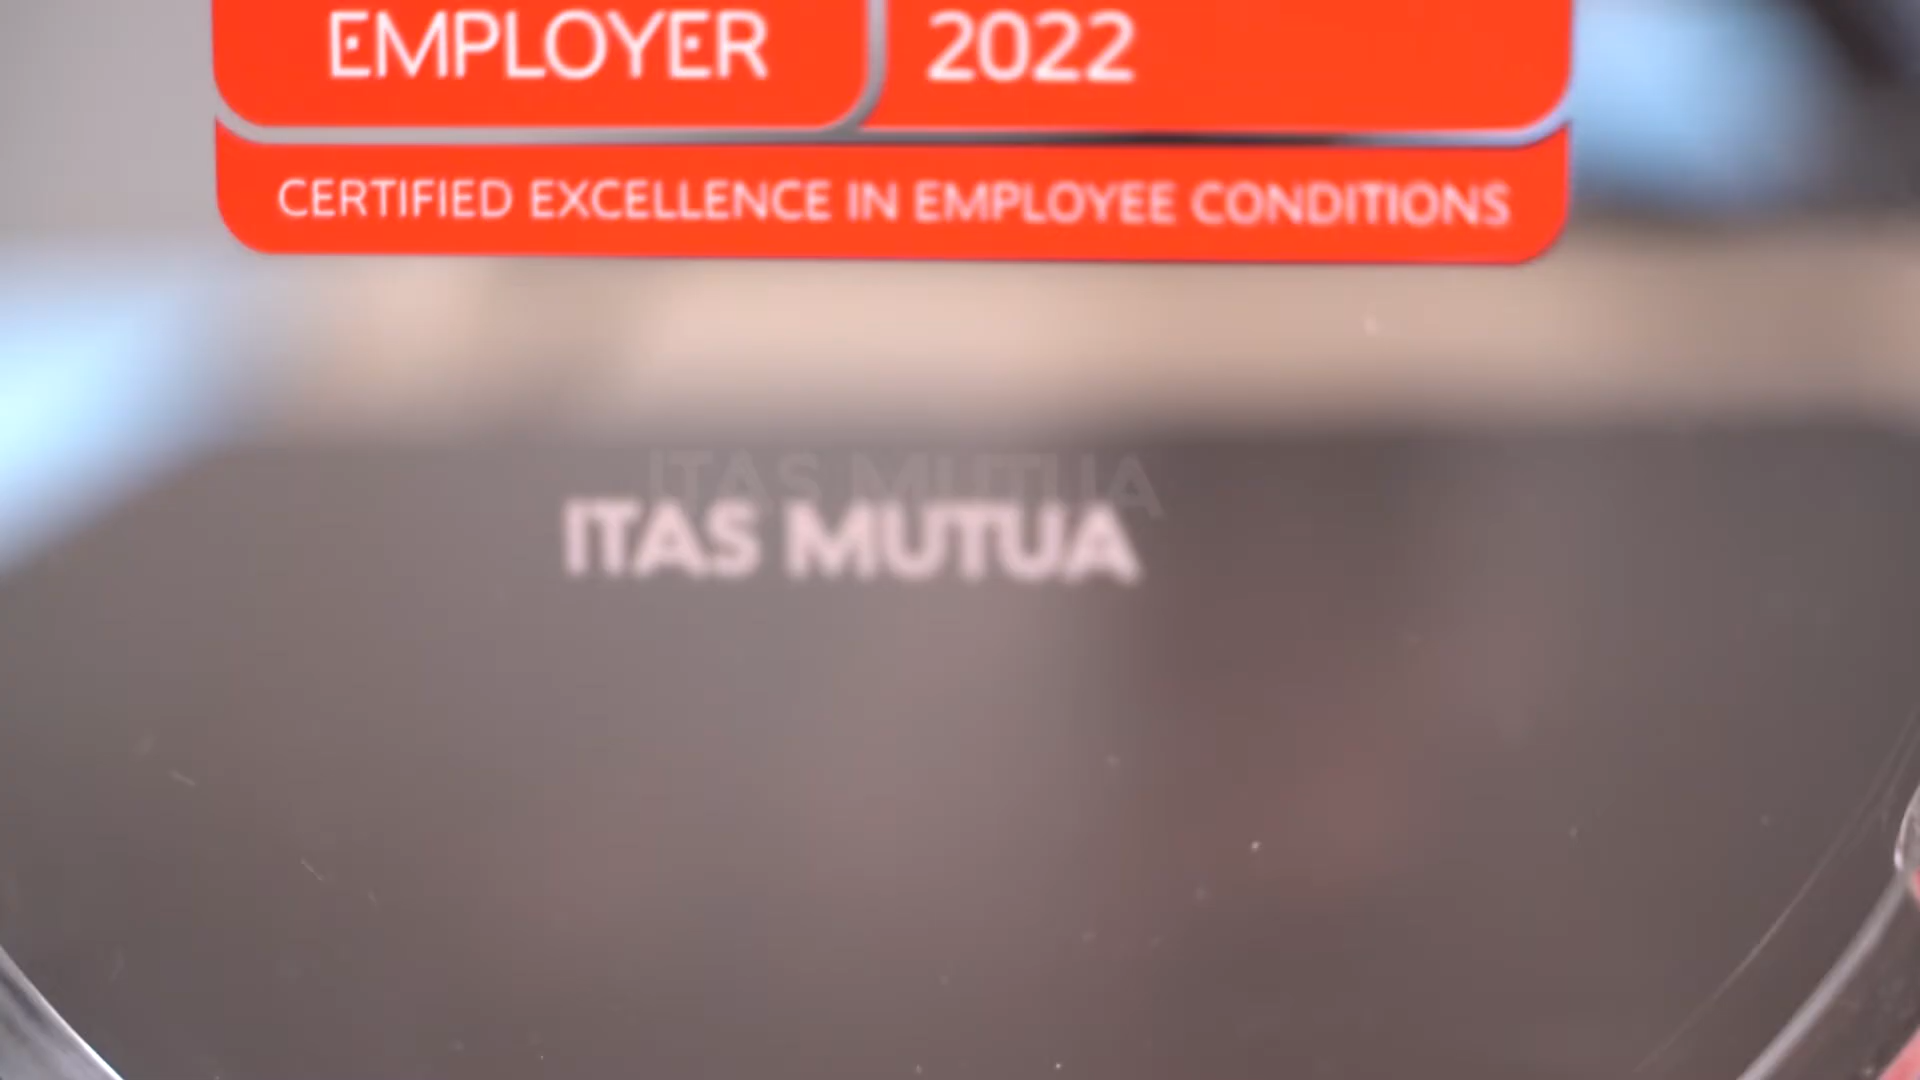 EMPLOYER 2022
CERTIFIED EXCELLENCE IN EMPLOYEE CONDITIONS
ITAS MUTUA